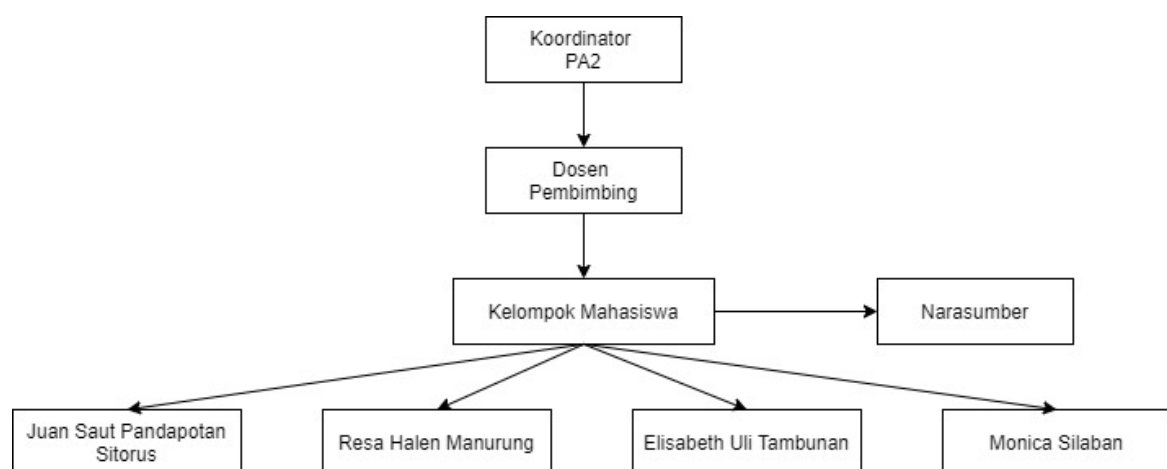 Koordinator
PA2
Dosen
Pembimbing
Kelompok Mahasiswa
Narasumber
Juan Saut Pandapotan
Sitorus
Resa Halen Manurung
Elisabeth Uli Tambunan
Monica Silaban